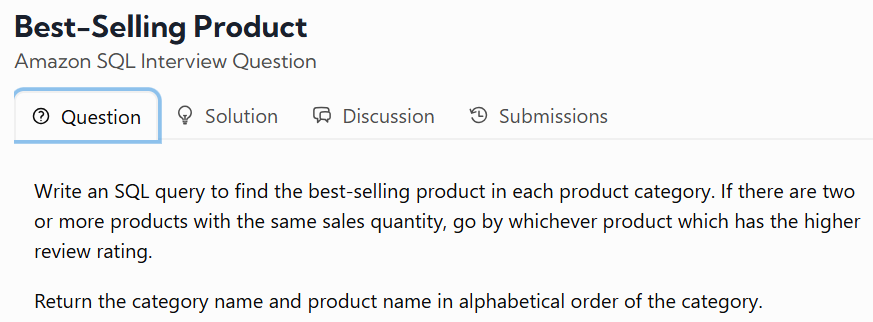 Best-Selling Product
Amazon SQL Interview Question
Question Solution Discussion Submissions
Write an SQL query to find the best-selling product in each product category. If there are two
or more products with the same sales quantity, go by whichever product which has the higher
review rating.
Return the category name and product name in alphabetical order of the category.